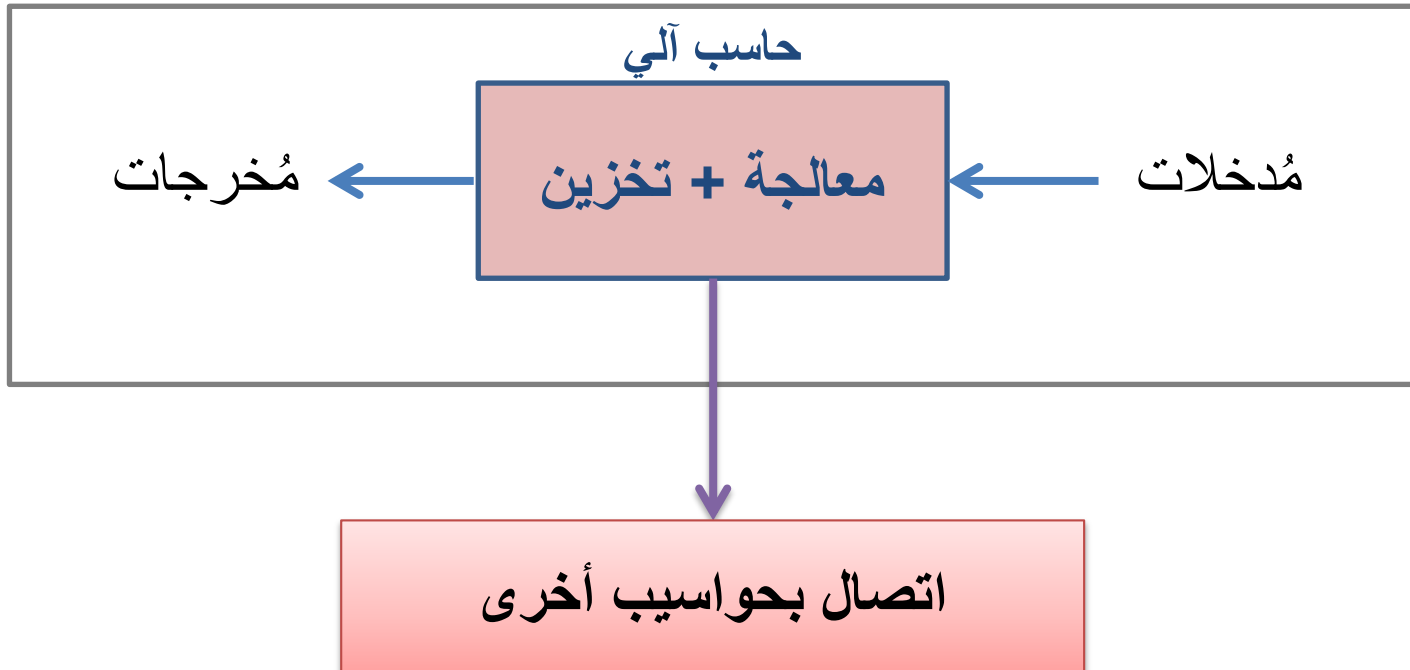 حاسب آلي
مُدخلات
معالجة + تخزين
مُخرجات
اتصال بحواسيب أخرى